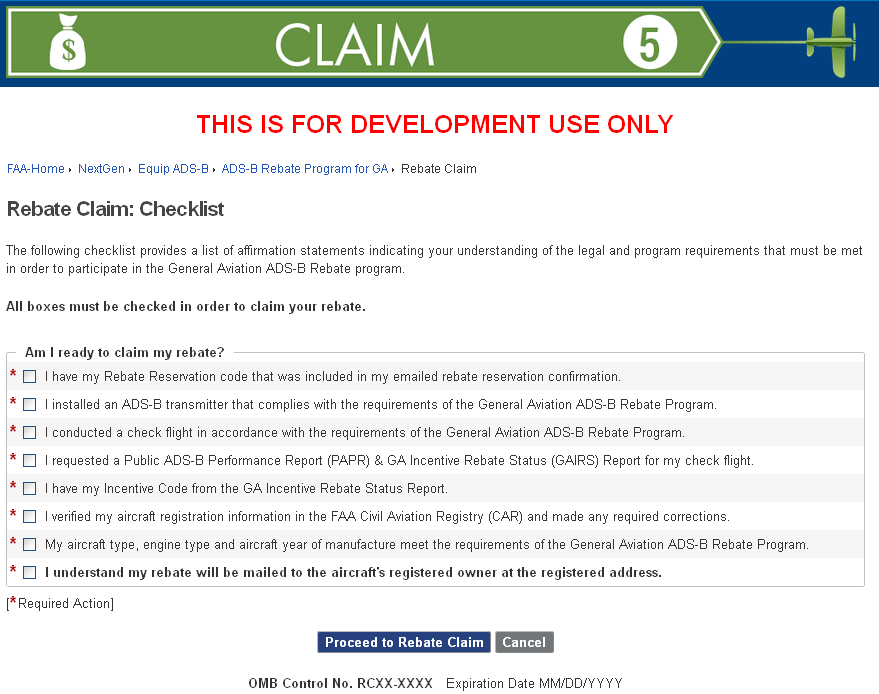 $ CLAIM 5
THIS IS FOR DEVELOPMENT USE ONLY
FAA-Home › NextGen › Equip ADS-B › ADS-B Rebate Program for GA › Rebate Claim
Rebate Claim: Checklist
The following checklist provides a list of affirmation statements indicating your understanding of the legal and program requirements that must be met
in order to participate in the General Aviation ADS-B Rebate program.
All boxes must be checked in order to claim your rebate.
Am I ready to claim my rebate?
* I have my Rebate Reservation code that was included in my emailed rebate reservation confirmation.
* I installed an ADS-B transmitter that complies with the requirements of the General Aviation ADS-B Rebate Program.
* I conducted a check flight in accordance with the requirements of the General Aviation ADS-B Rebate Program.
* I requested a Public ADS-B Performance Report (PAPR) & GA Incentive Rebate Status (GAIRS) Report for my check flight.
* I have my Incentive Code from the GA Incentive Rebate Status Report.
* I verified my aircraft registration information in the FAA Civil Aviation Registry (CAR) and made any required corrections.
* My aircraft type, engine type and aircraft year of manufacture meet the requirements of the General Aviation ADS-B Rebate Program.
* I understand my rebate will be mailed to the aircraft's registered owner at the registered address.
[*Required Action]
Proceed to Rebate Claim Cancel
OMB Control No. RCXX-XXXX Expiration Date MM/DD/YYYY